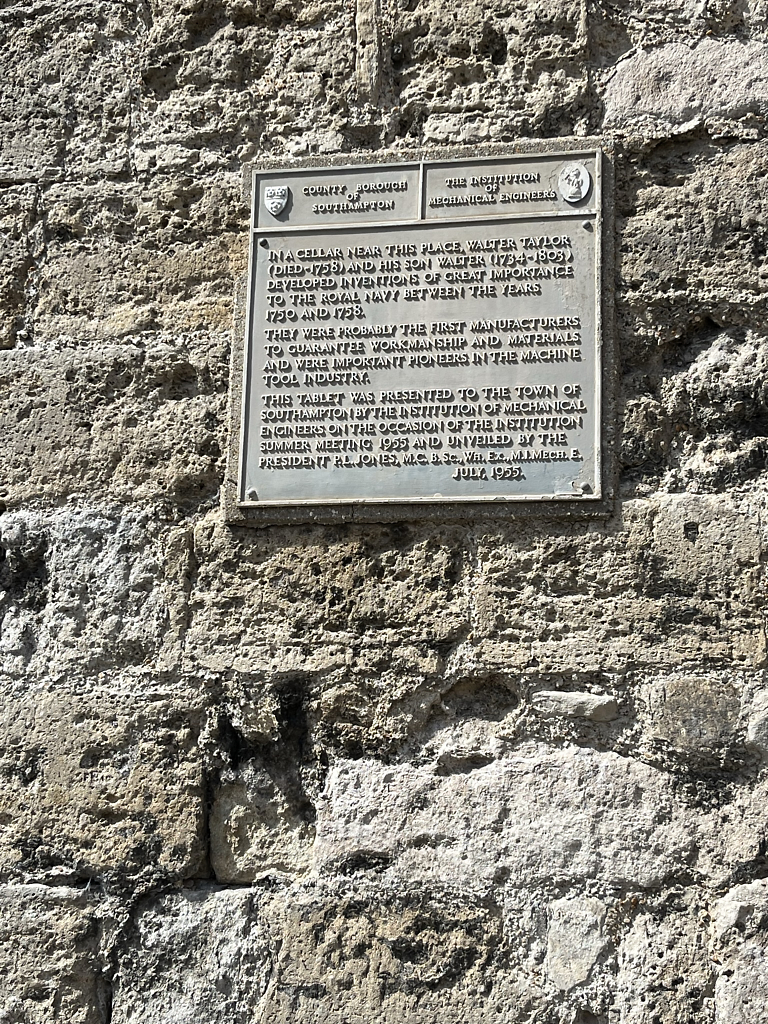 COUNTY BOROUGH
OF
SOUTHAMPTON
THE INSTITUTION
OF
MECHANICAL ENGINEERS
IN A CELLAR NEAR THIS PLACE, WALTER TAYLOR
(DIED-1758) AND HIS SON WALTER (1734-1803)
DEVELOPED INVENTIONS OF GREAT IMPORTANCE
TO THE ROYAL NAVY BETWEEN THE YEARS
1750 AND 1758.
THEY WERE PROBABLY THE FIRST MANUFACTURERS
TO GUARANTEE WORKMANSHIP AND MATERIALS
AND WERE IMPORTANT PIONEERS IN THE MACHINE
TOOL INDUSTRY.
THIS TABLET WAS PRESENTED TO THE TOWN OF
SOUTHAMPTON BY THE INSTITUTION OF MECHANICAL
ENGINEERS ON THE OCCASION OF THE INSTITUTION
SUMMER MEETING 1955 AND UNVEILED BY THE
PRESIDENT P.L. JONES, M.C. B.Sc., Wh. Ex., M.I.Mech. E.
JULY, 1955.